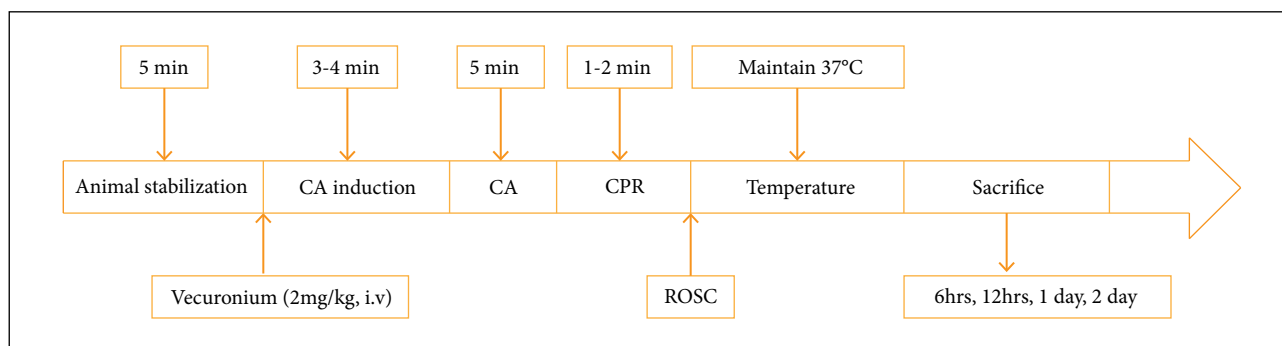 5 min
3-4 min
5 min
1-2 min
Maintain 37°C
Animal stabilization
CA induction
CA
CPR
Temperature
Sacrifice
Vecuronium (2mg/kg, i.v)
ROSC
6hrs, 12hrs, 1 day, 2 day